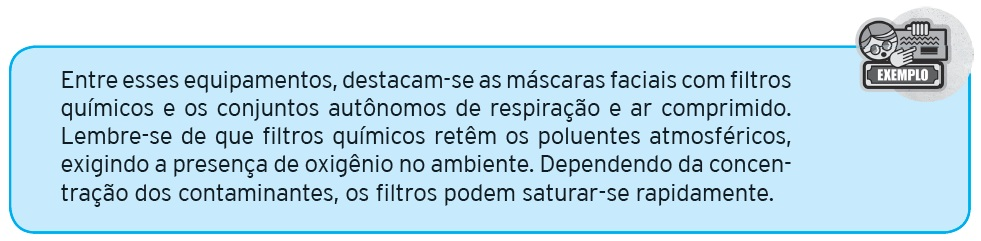 EXEMPLO
Entre esses equipamentos, destacam-se as máscaras faciais com filtros
químicos e os conjuntos autônomos de respiração e ar comprimido.
Lembre-se de que filtros químicos retêm os poluentes atmosféricos,
exigindo a presença de oxigênio no ambiente. Dependendo da concen-
tração dos contaminantes, os filtros podem saturar-se rapidamente.